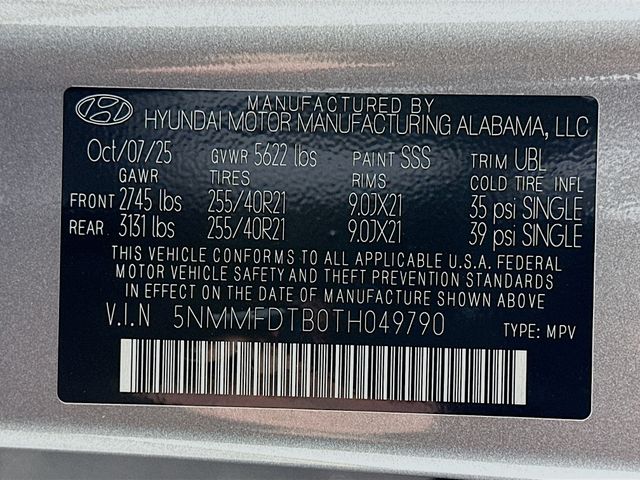 MANUFACTURED BY
HYUNDAI MOTOR MANUFACTURING ALABAMA, LLC
Oct/07/25 GVWR 5622 lbs PAINT SSS TRIM UBL
GAWR TIRES RIMS COLD TIRE INFL
FRONT 2745 lbs 255/40R21 9.0JX21 35 psi SINGLE
REAR 3131 lbs 255/40R21 9.0JX21 39 psi SINGLE
THIS VEHICLE CONFORMS TO ALL APPLICABLE U.S.A. FEDERAL
MOTOR VEHICLE SAFETY AND THEFT PREVENTION STANDARDS
IN EFFECT ON THE DATE OF MANUFACTURE SHOWN ABOVE.
V.I.N 5NMMFDTB0TH049790 TYPE: MPV